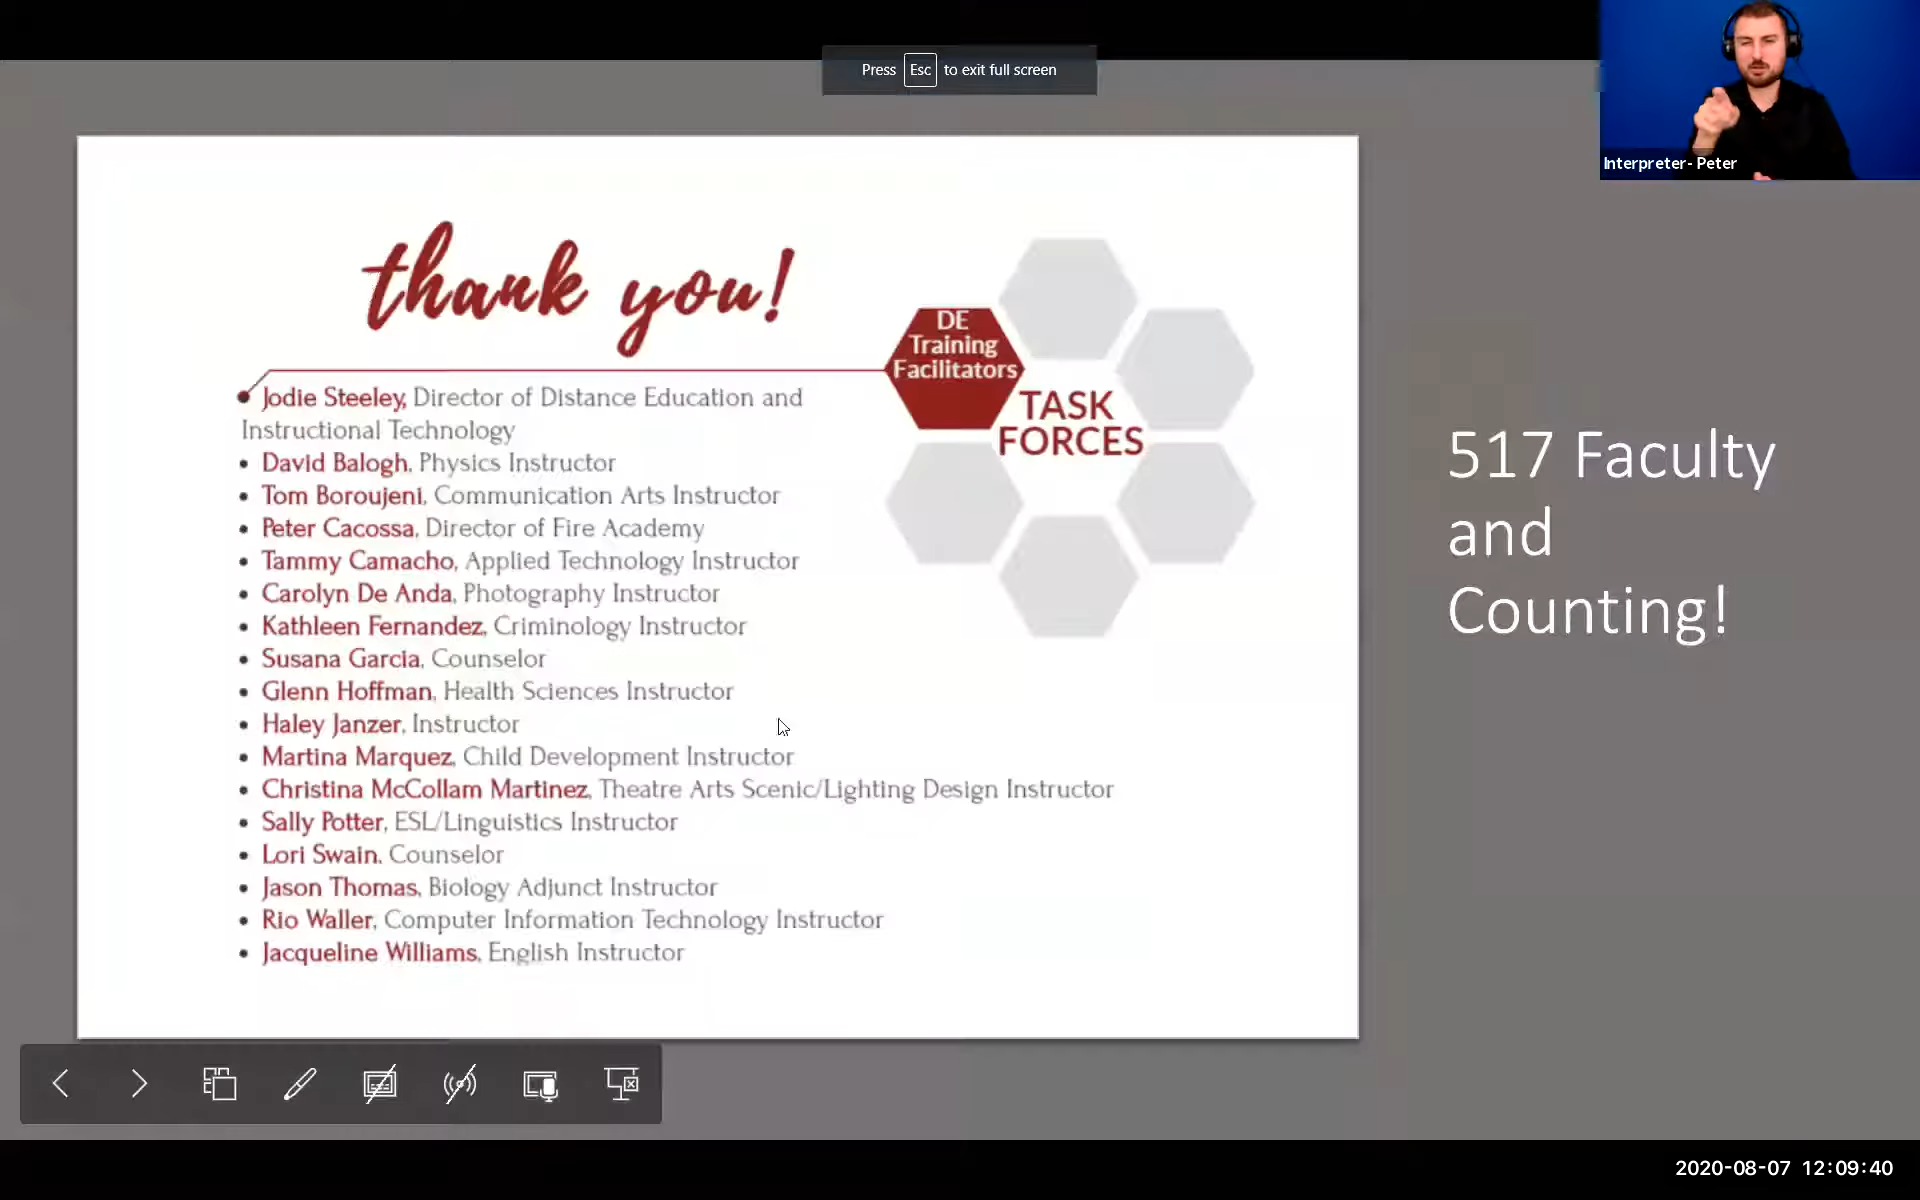 Press Esc to exit full screen
Interpreter- Peter
thank you!
DE
Training
Facilitators
TASK
FORCES
Jodie Steeley, Director of Distance Education and
Instructional Technology
• David Balogh, Physics Instructor
• Tom Boroujeni, Communication Arts Instructor
• Peter Cacossa, Director of Fire Academy
• Tammy Camacho, Applied Technology Instructor
• Carolyn De Anda, Photography Instructor
• Kathleen Fernandez, Criminology Instructor
• Susana Garcia, Counselor
• Glenn Hoffman, Health Sciences Instructor
• Haley Janzer, Instructor
• Martina Marquez, Child Development Instructor
• Christina McCollam Martinez, Theatre Arts Scenic/Lighting Design Instructor
• Sally Potter, ESL/Linguistics Instructor
• Lori Swain, Counselor
• Jason Thomas, Biology Adjunct Instructor
• Rio Waller, Computer Information Technology Instructor
• Jacqueline Williams, English Instructor
517 Faculty
and
Counting!
2020-08-07 12:09:40